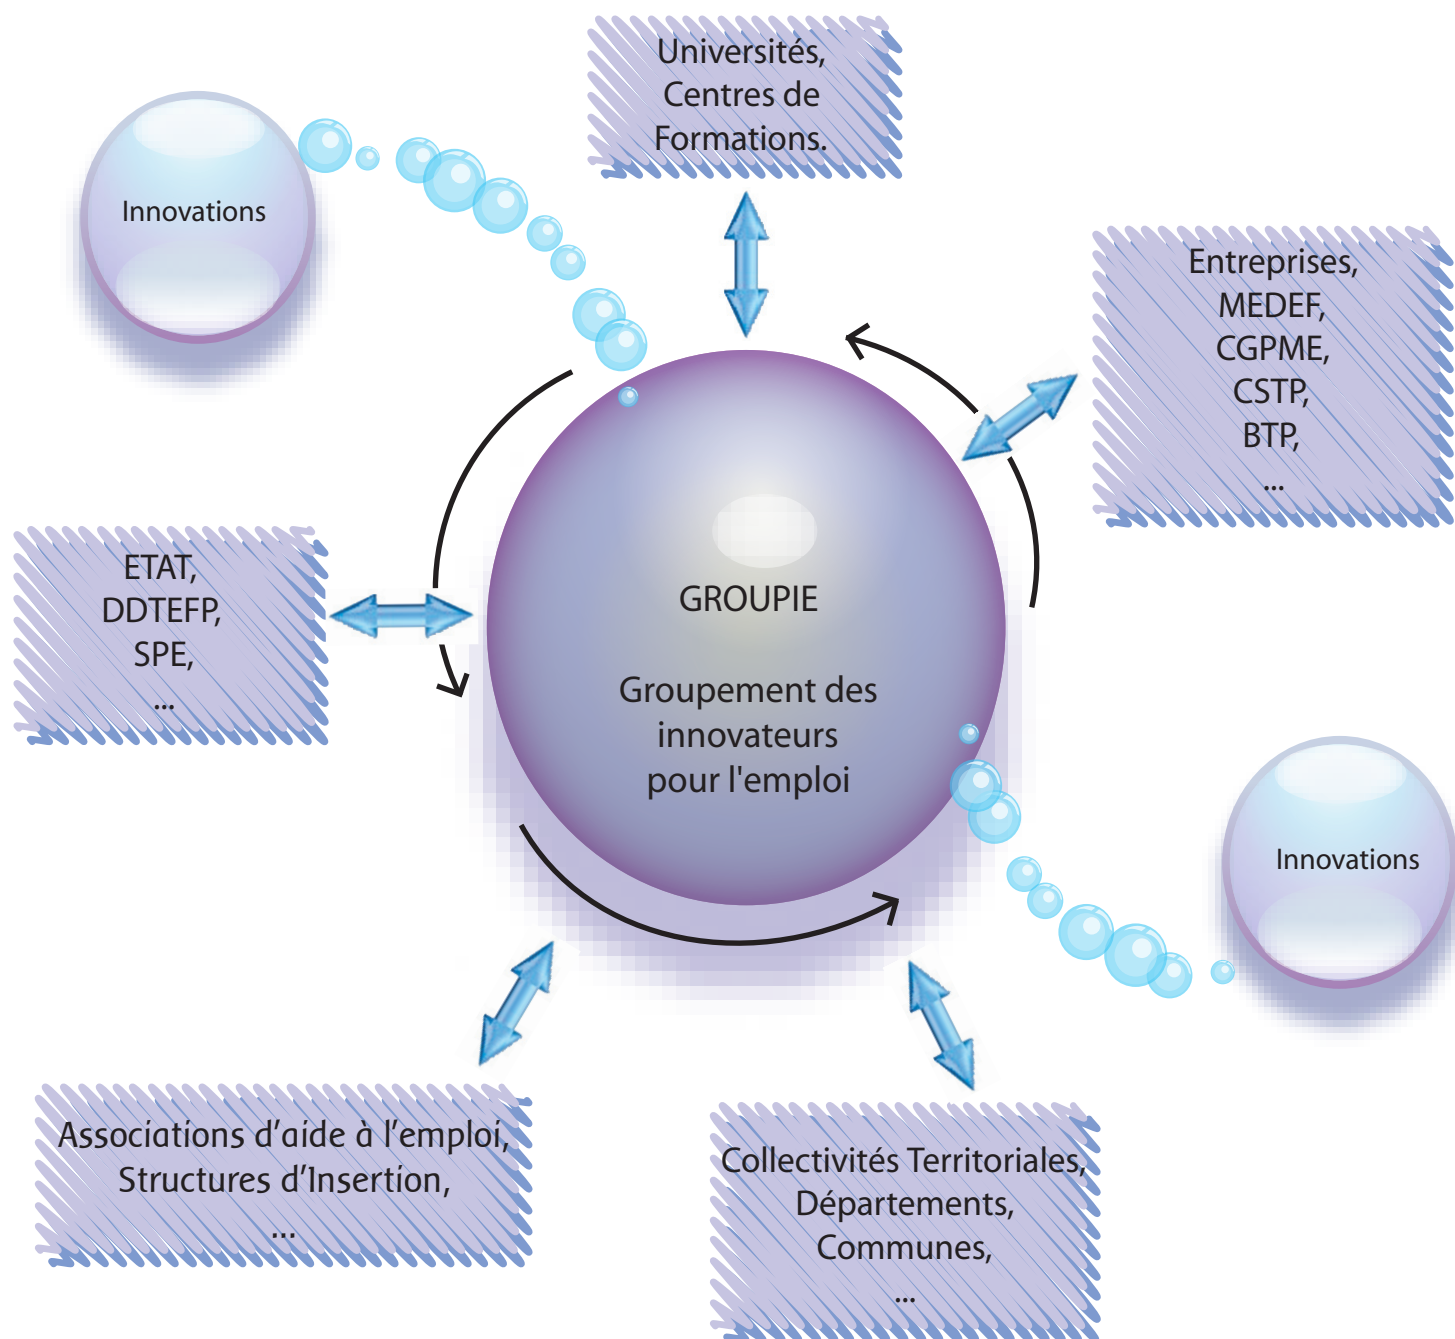 Universités,
Centres de
Formations.
Innovations
Entreprises,
MEDEF,
CGPME,
CSTP,
BTP,
...
ETAT,
DDTEFP,
SPE,
...
GROUPIE
Groupement des
innovateurs
pour l'emploi
Innovations
Associations d'aide à l'emploi,
Structures d'Insertion,
...
Collectivités Territoriales,
Départements,
Communes,
...